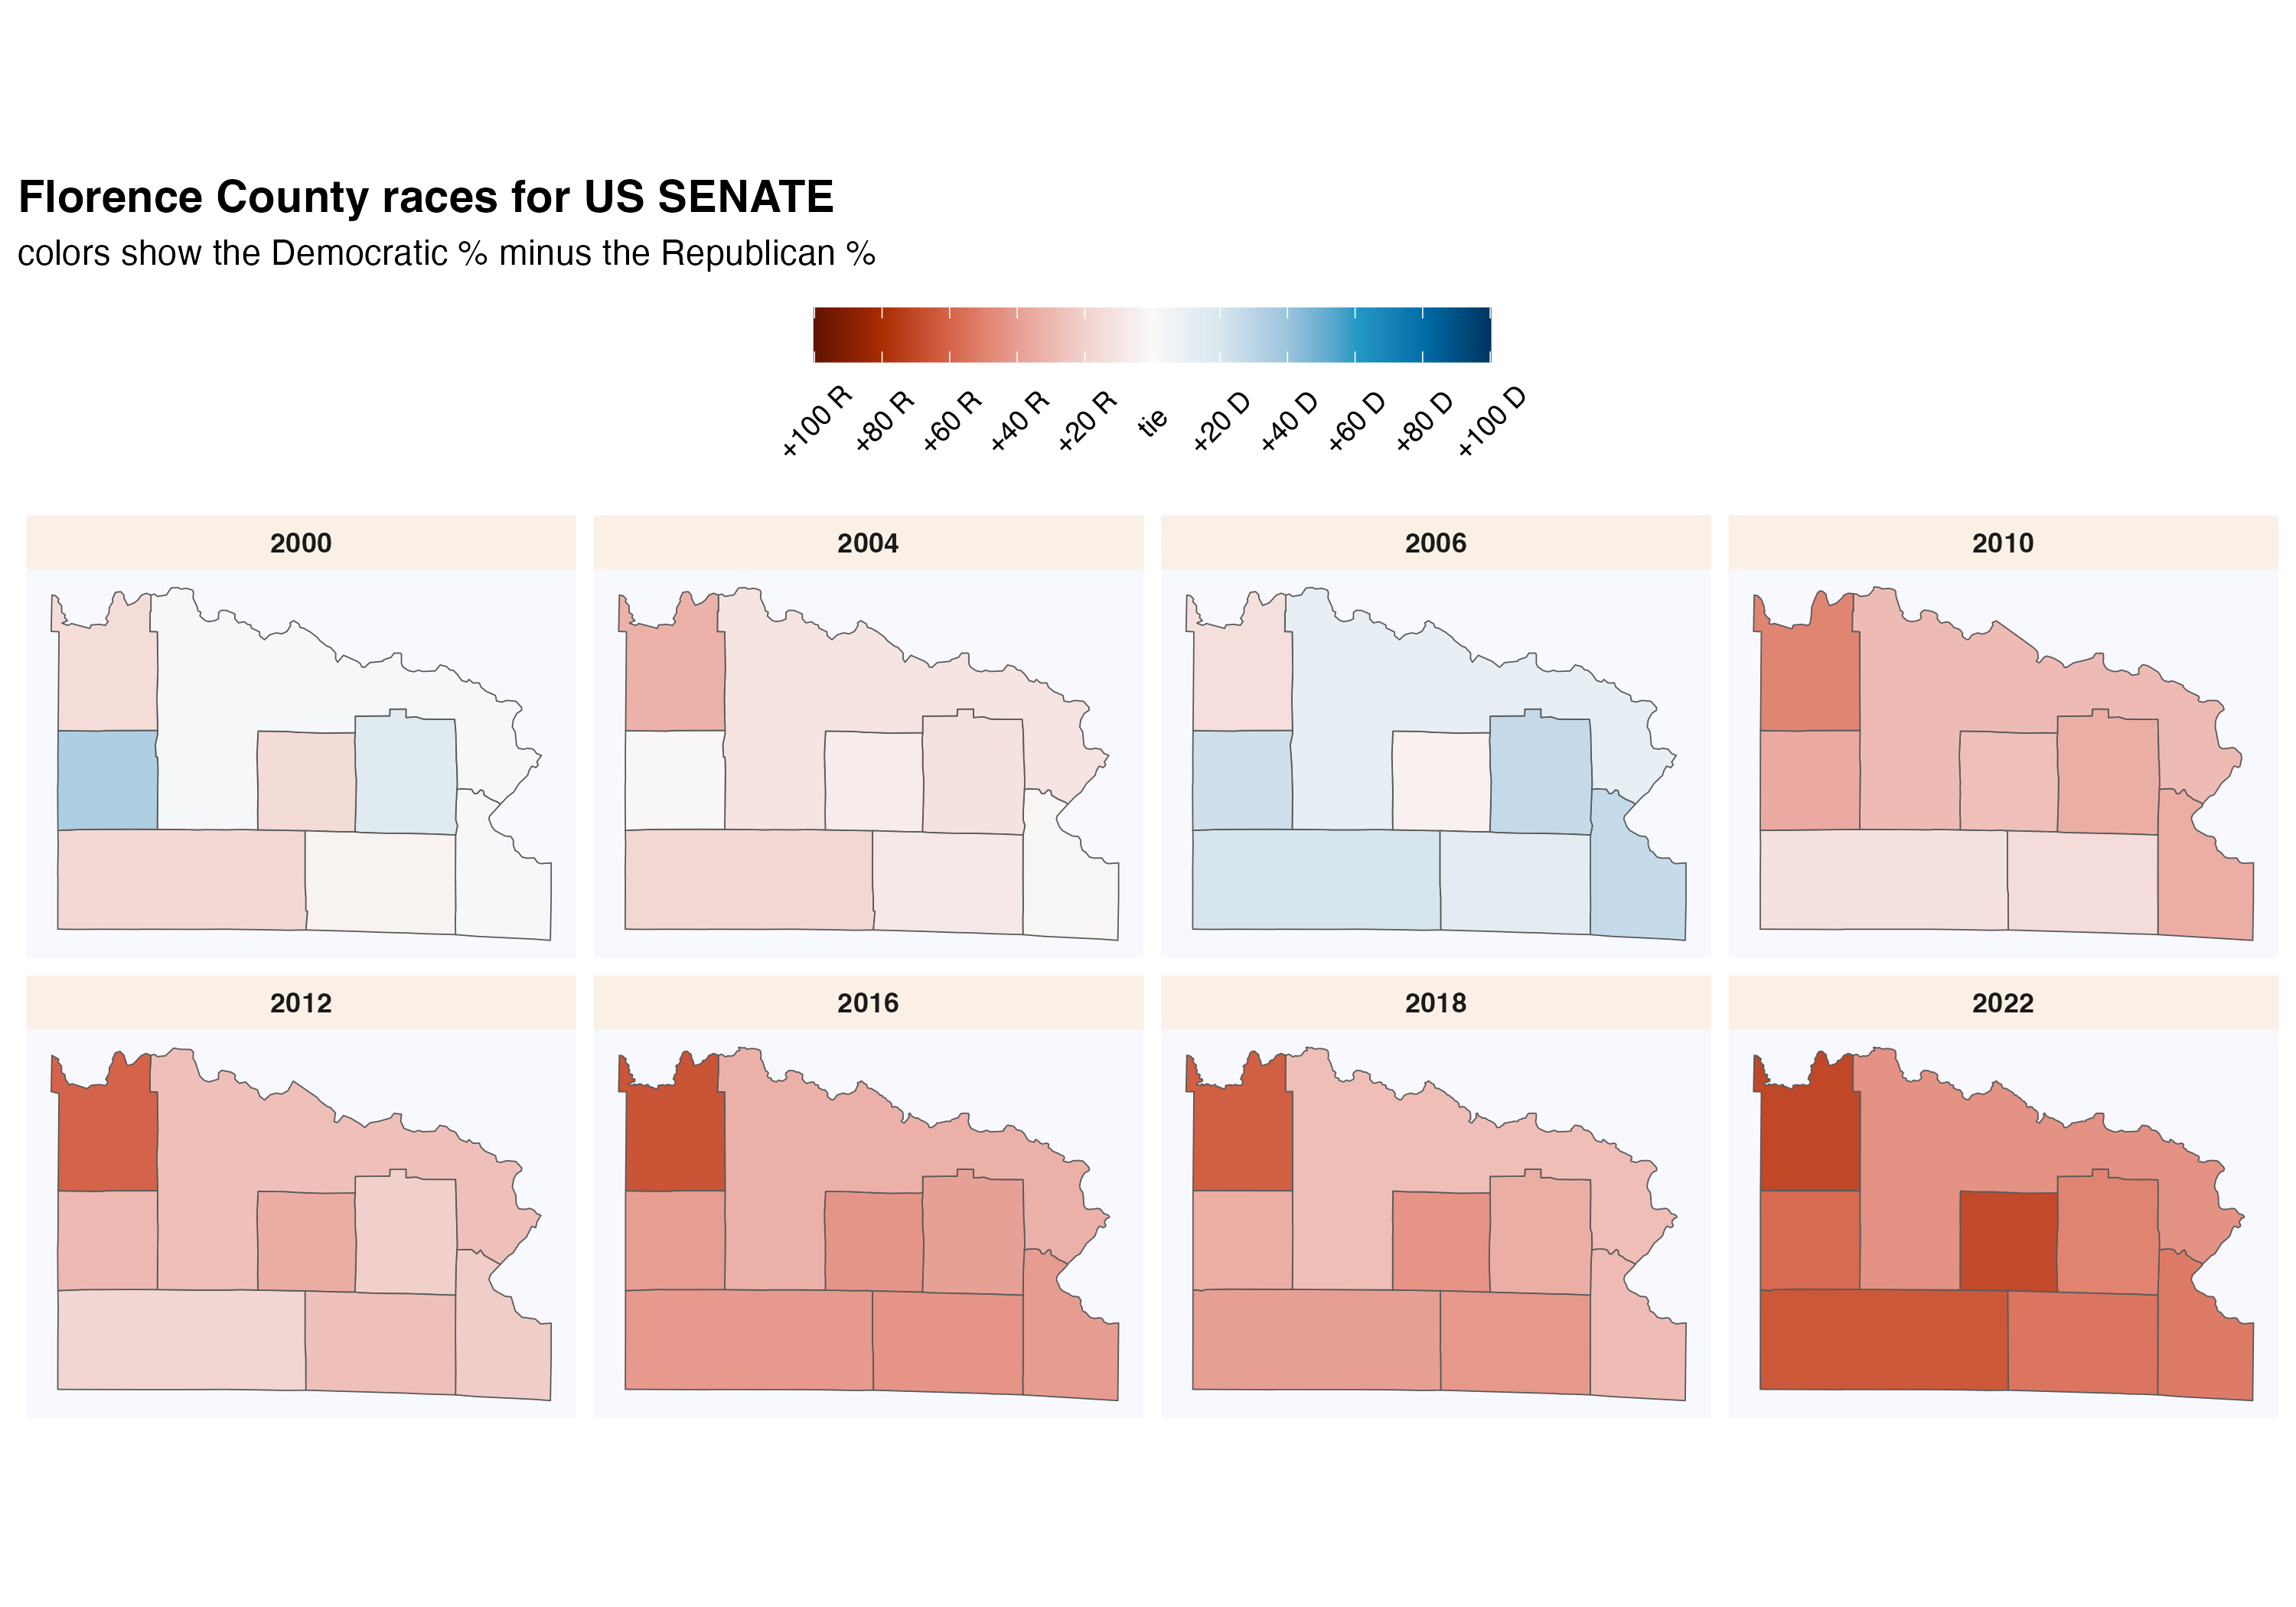 Florence County races for US SENATE
colors show the Democratic % minus the Republican %
+100 R
+80 R
+60 R
+40 R
+20 R
tie
+20 D
+40 D
+60 D
+80 D
+100 D
2000
2004
2006
2010
2012
2016
2018
2022